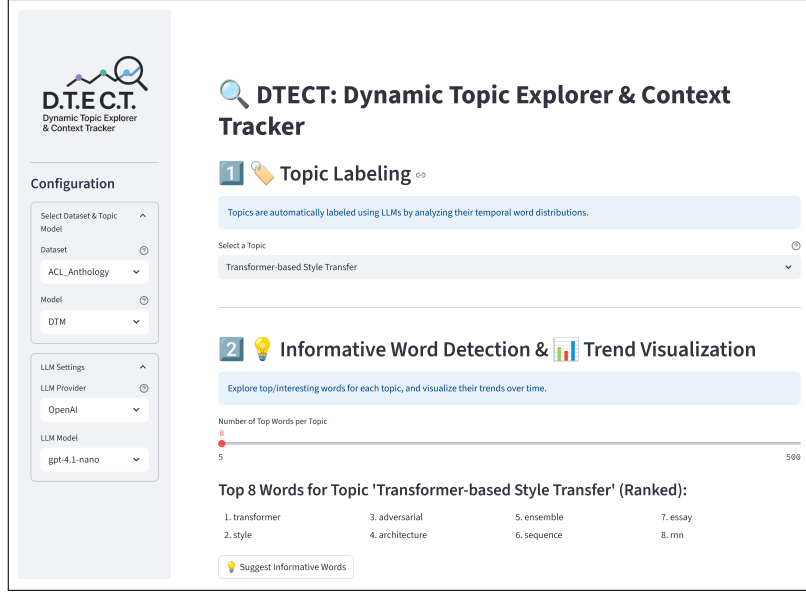 D.T.E.C.T.
Dynamic Topic Explorer
& Context Tracker
Configuration
Select Dataset & Topic
Model
Dataset
ACL_Anthology
Model
DTM
LLM Settings
LLM Provider
OpenAI
LLM Model
gpt-4.1-nano
DTECT: Dynamic Topic Explorer & Context
Tracker
1 Topic Labeling
Topics are automatically labeled using LLMs by analyzing their temporal word distributions.
Select a Topic
Transformer-based Style Transfer
2 Informative Word Detection & Trend Visualization
Explore top/interesting words for each topic, and visualize their trends over time.
Number of Top Words per Topic
8
5 500
Top 8 Words for Topic 'Transformer-based Style Transfer' (Ranked):
1. transformer 3. adversarial 5. ensemble 7. essay
2. style 4. architecture 6. sequence 8. rnn
Suggest Informative Words